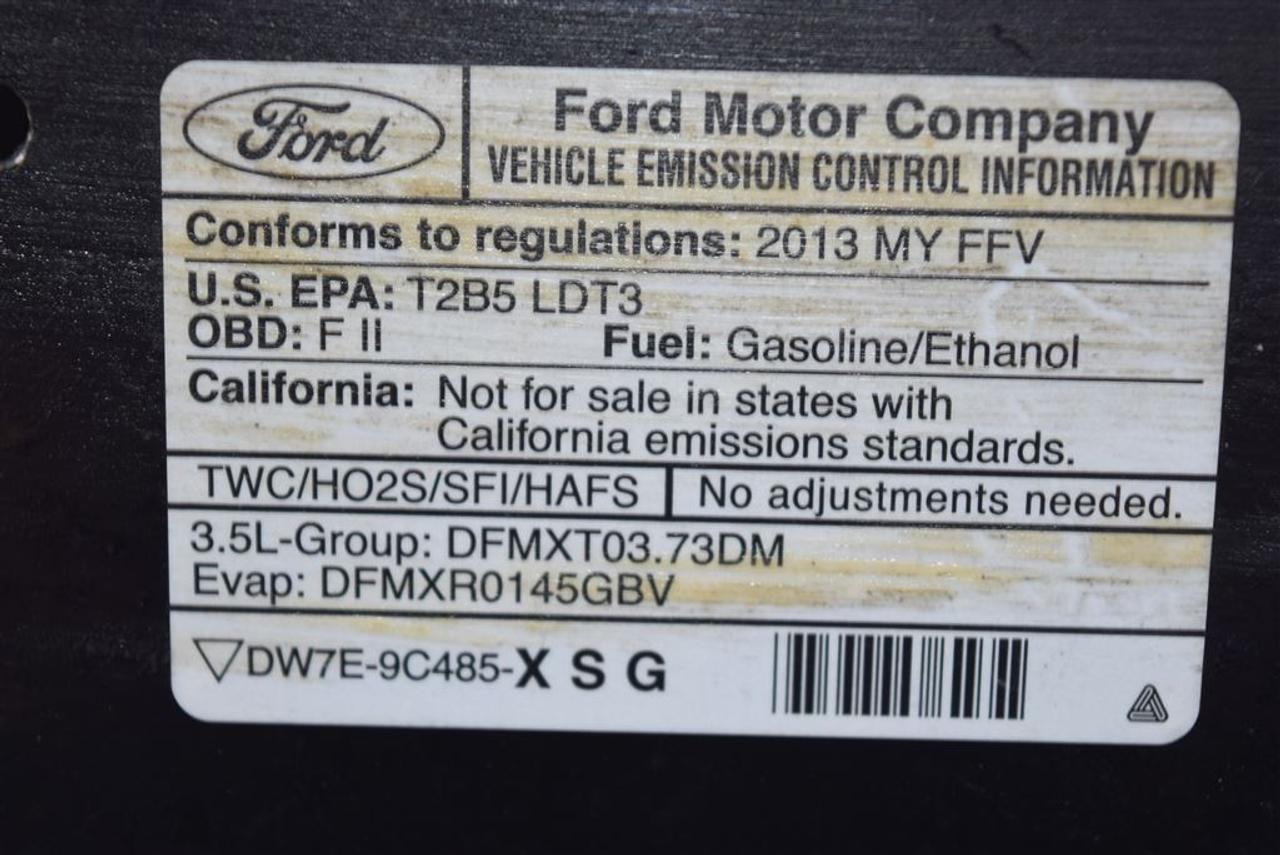 Ford
Ford Motor Company
VEHICLE EMISSION CONTROL INFORMATION
Conforms to regulations: 2013 MY FFV
U.S. EPA: T2B5 LDT3
OBD: F II Fuel: Gasoline/Ethanol
California: Not for sale in states with
California emissions standards.
TWC/HO2S/SFI/HAFS No adjustments needed.
3.5L-Group: DFMXT03.73DM
Evap: DFMXR0145GBV
DW7E-9C485-X S G